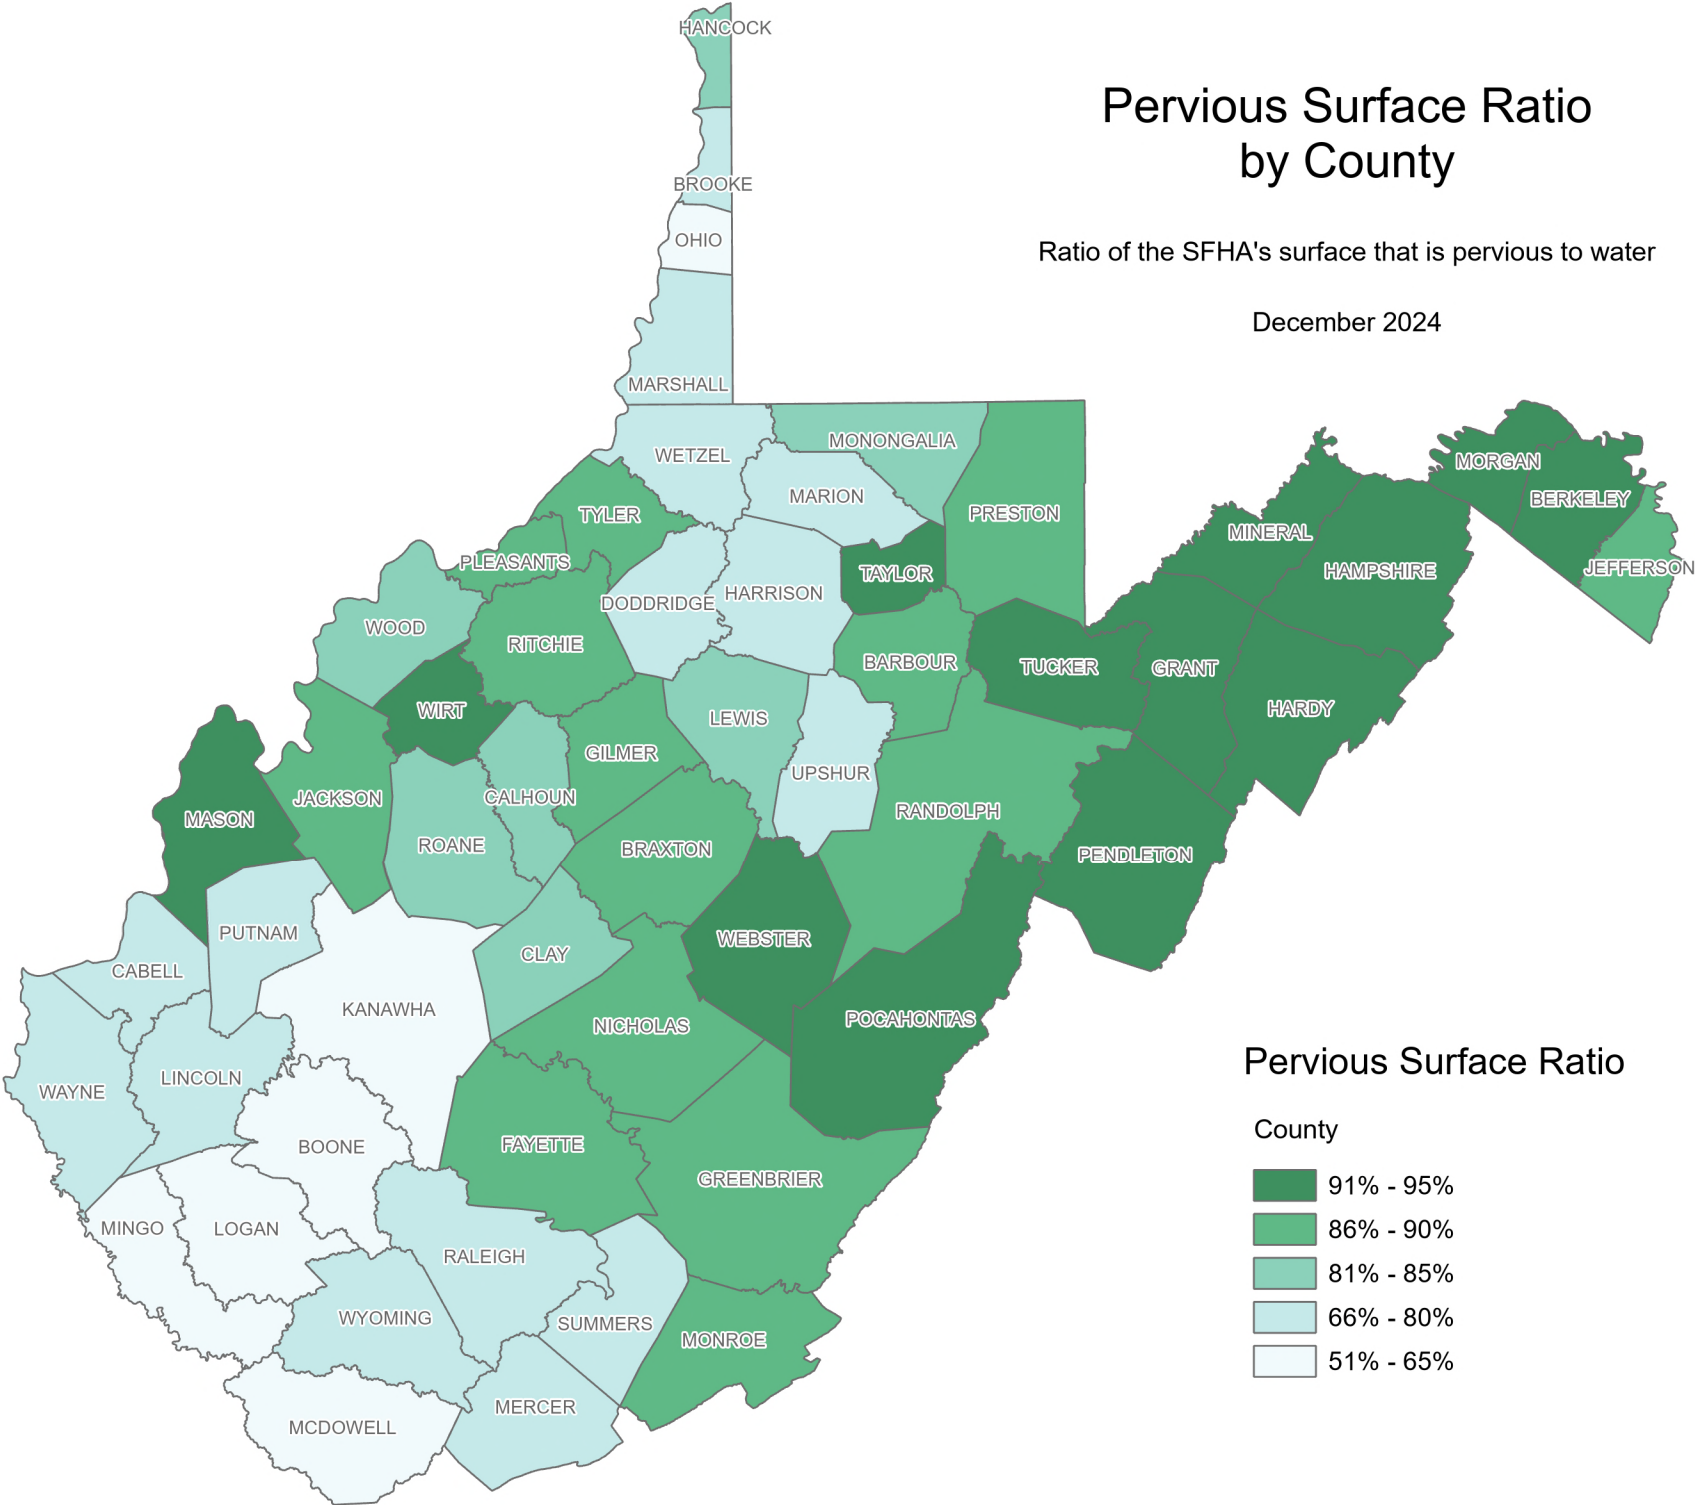 Pervious Surface Ratio
by County
Ratio of the SFHA's surface that is pervious to water
December 2024
HANCOCK
BROOKE
OHIO
MARSHALL
WETZEL
MONONGALIA
MARION
PRESTON
TYLER
PLEASANTS
TAYLOR
HARRISON
DODDRIDGE
WOOD
RITCHIE
BARBOUR
TUCKER
GRANT
MINERAL
HAMPSHIRE
MORGAN
BERKELEY
JEFFERSON
HARDY
WIRT
LEWIS
GILMER
UPSHUR
CALHOUN
JACKSON
MASON
ROANE
BRAXTON
RANDOLPH
PENDLETON
WEBSTER
PUTNAM
CLAY
CABELL
KANAWHA
NICHOLAS
POCAHONTAS
WAYNE
LINCOLN
BOONE
FAYETTE
GREENBRIER
MINGO
LOGAN
RALEIGH
WYOMING
SUMMERS
MONROE
MERCER
MCDOWELL
Pervious Surface Ratio
County
91% - 95%
86% - 90%
81% - 85%
66% - 80%
51% - 65%